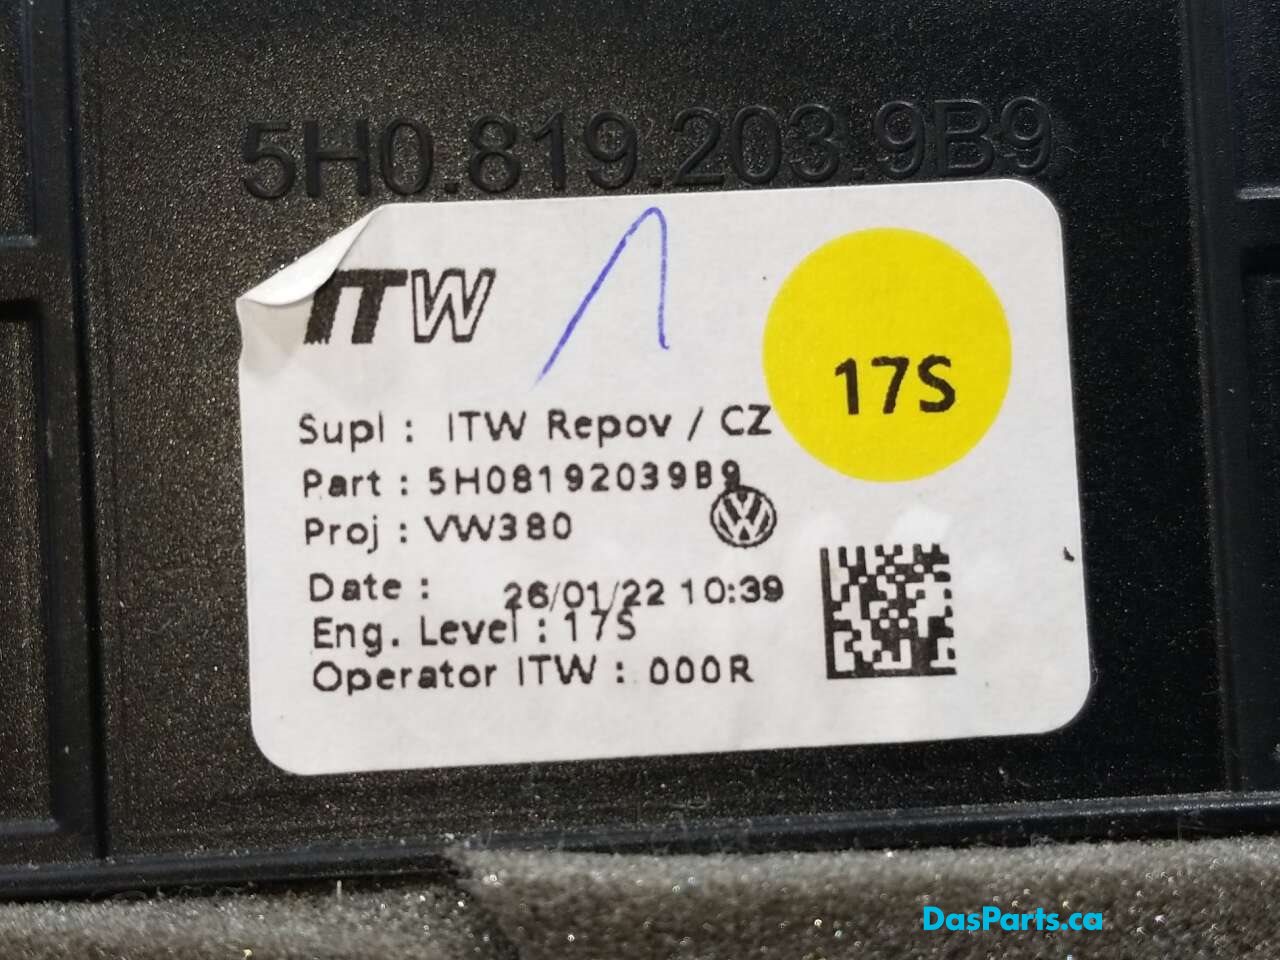 5H0.819.203.9B9
ITW
17S
Supl : ITW Repov / CZ
Part : 5H08192039B9
Proj : VW380
Date : 26/01/22 10:39
Eng. Level : 17S
Operator ITW : 000R
DasParts.ca